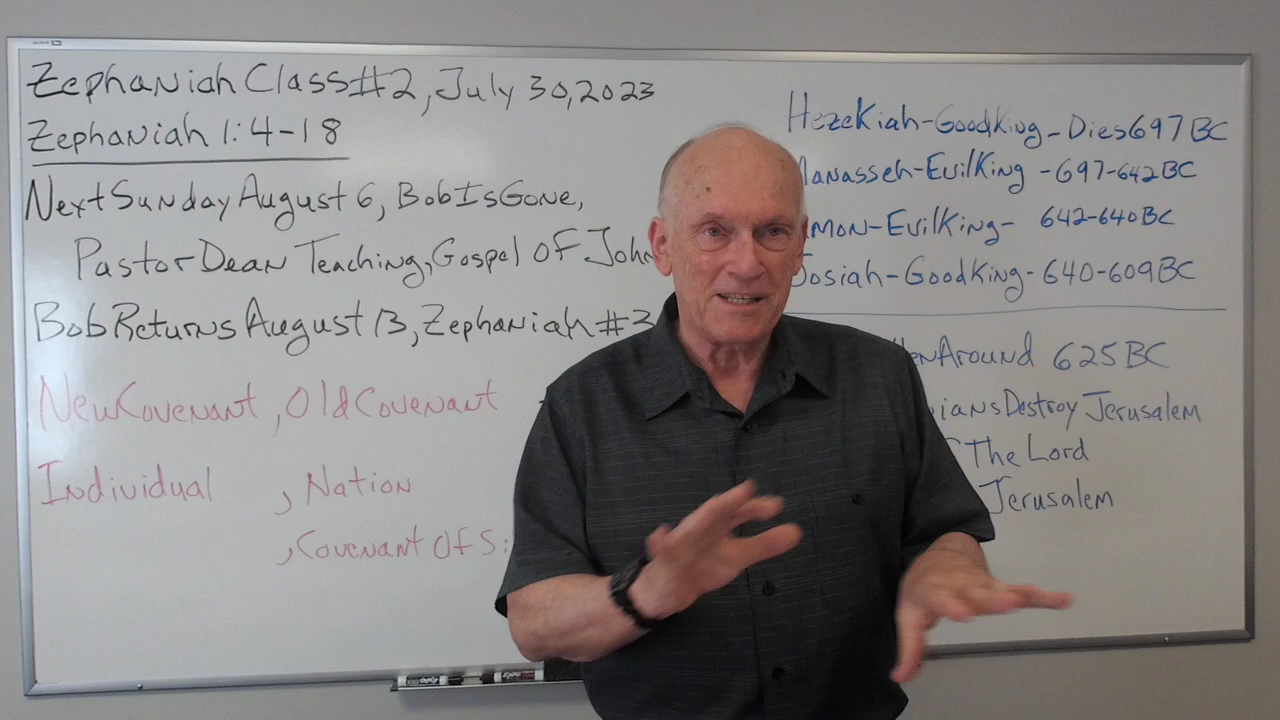 Zephaniah Class #2, July 30, 2023
Zephaniah 1:4-18
Next Sunday August 6, Bob Is Gone,
Pastor Dean Teaching, Gospel Of John
Bob Returns August 13, Zephaniah #3
New Covenant , Old Covenant
Individual , Nation
, Covenant Of
Hezekiah - Good King - Dies 697 BC
Manasseh - Evil King - 697-642 BC
mon - Evil King - 642-640 BC
Josiah - Good King - 640-609 BC
Around 625 BC
Destroy Jerusalem
The Lord
Jerusalem
EXPO